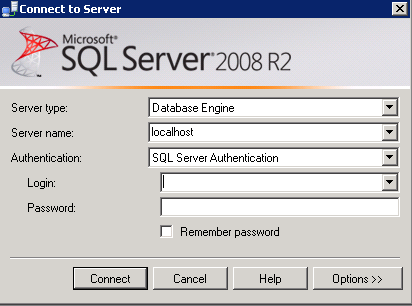 Connect to Server
Microsoft®
SQL Server® 2008 R2
Server type: Database Engine
Server name: localhost
Authentication: SQL Server Authentication
Login:
Password:
Remember password
Connect Cancel Help Options >>